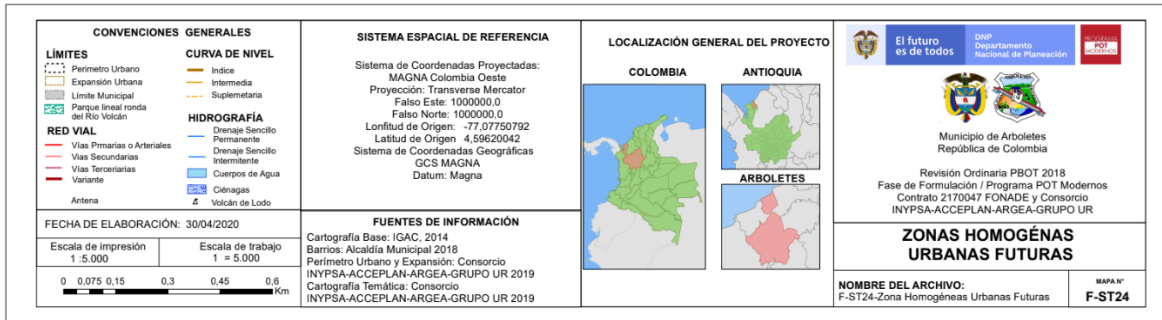 CONVENCIONES GENERALES
LÍMITES
Perimetro Urbano
Expansión Urbana
Límite Municipal
Parque lineal ronda
del Río Volcán
RED VIAL
Vías Prmarias o Arteriales
Vias Secundarias
Vías Terceriarias
Variante
Antena
CURVA DE NIVEL
Indice
Intermedia
Supletaria
HIDROGRAFÍA
Drenaje Sencillo
Permanente
Drenaje Sencillo
Intermitente
Cuerpos de Agua
Ciénagas
Volcán de Lodo
FECHA DE ELABORACIÓN: 30/04/2020
Escala de impresión
1 :5.000
Escala de trabajo
1 = 5.000
0 0,075 0,15 0,3 0,45 0,6
Km
SISTEMA ESPACIAL DE REFERENCIA
Sistema de Coordenadas Proyectadas:
MAGNA Colombia Oeste
Proyección: Transverse Mercator
Falso Este: 1000000,0
Falso Norte: 1000000,0
Lonfitud de Origen: -77,07750792
Latitud de Origen 4,59620042
Sistema de Coordenadas Geográficas
GCS MAGNA
Datum: Magna
FUENTES DE INFORMACIÓN
Cartografía Base: IGAC, 2014
Barrios: Alcaldía Municipal 2018
Perímetro Urbano y Expansión: Consorcio
INYPSA-ACCEPLAN-ARGEA-GRUPO UR 2019
Cartografía Temática: Consorcio
INYPSA-ACCEPLAN-ARGEA-GRUPO UR 2019
LOCALIZACIÓN GENERAL DEL PROYECTO
COLOMBIA
ANTIOQUIA
ARBOLETES
El futuro
es de todos
DNP
Departamento
Nacional de Planeación
PROGRAMA
POT
MODERNOS
Municipio de Arboletes
República de Colombia
Revisión Ordinaria PBOT 2018
Fase de Formulación / Programa POT Modernos
Contrato 2170047 FONADE y Consorcio
INYPSA-ACCEPLAN-ARGEA-GRUPO UR
ZONAS HOMOGÉNAS
URBANAS FUTURAS
NOMBRE DEL ARCHIVO:
F-ST24-Zona Homogéneas Urbanas Futuras
MAPA N°
F-ST24